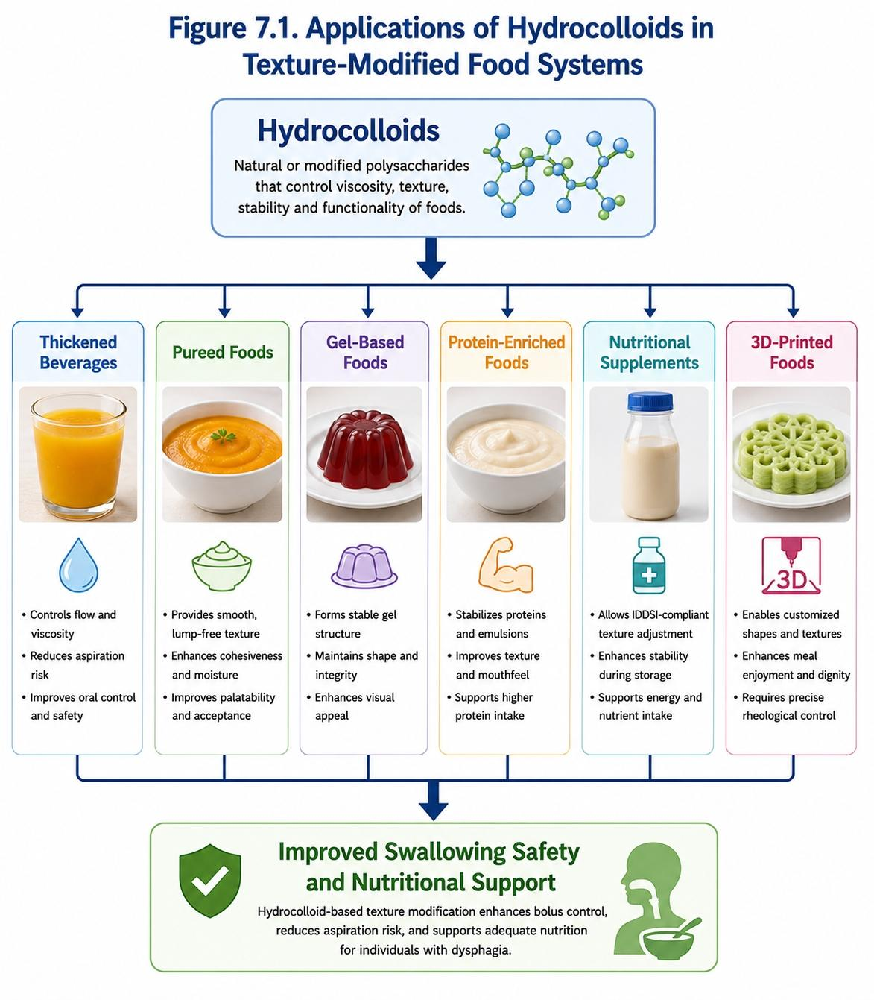 Figure 7.1. Applications of Hydrocolloids in
Texture-Modified Food Systems
Hydrocolloids
Natural or modified polysaccharides
that control viscosity, texture,
stability and functionality of foods.
Thickened
Beverages
• Controls flow and
viscosity
• Reduces aspiration
risk
• Improves oral control
and safety
Pureed Foods
• Provides smooth,
lump-free texture
• Enhances cohesiveness
and moisture
• Improves palatability
and acceptance
Gel-Based
Foods
• Forms stable gel
structure
• Maintains shape and
integrity
• Enhances visual
appeal
Protein-Enriched
Foods
• Stabilizes proteins
and emulsions
• Improves texture
and mouthfeel
• Supports higher
protein intake
Nutritional
Supplements
• Allows IDDSI-compliant
texture adjustment
• Enhances stability
during storage
• Supports energy and
nutrient intake
3D-Printed
Foods
3D
• Enables customized
shapes and textures
• Enhances meal
enjoyment and dignity
• Requires precise
rheological control
Improved Swallowing Safety
and Nutritional Support
Hydrocolloid-based texture modification enhances bolus control,
reduces aspiration risk, and supports adequate nutrition
for individuals with dysphagia.